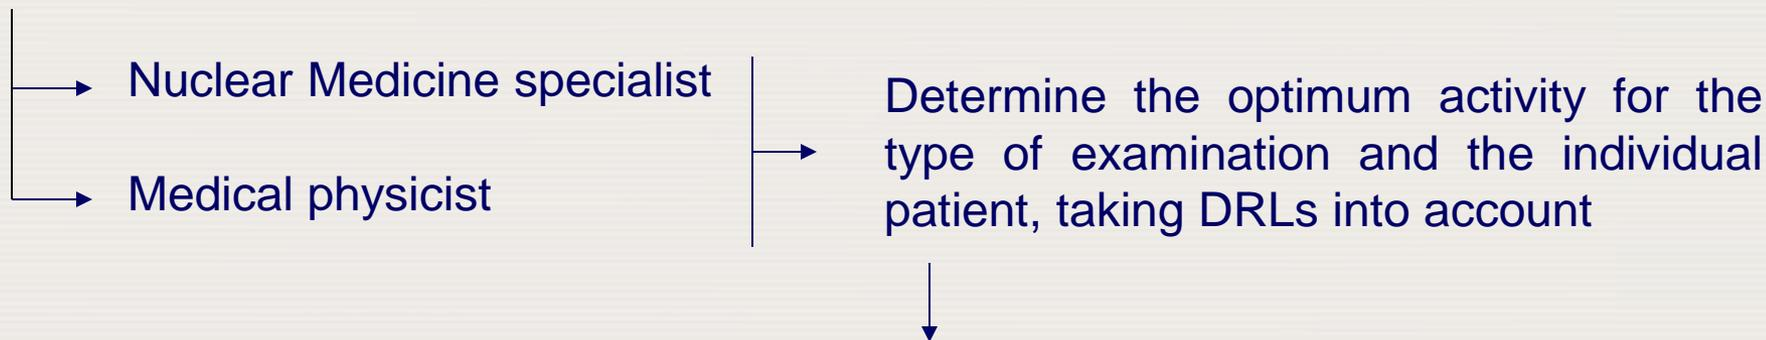 Nuclear Medicine specialist
Medical physicist
Determine the optimum activity for the
type of examination and the individual
patient, taking DRLs into account